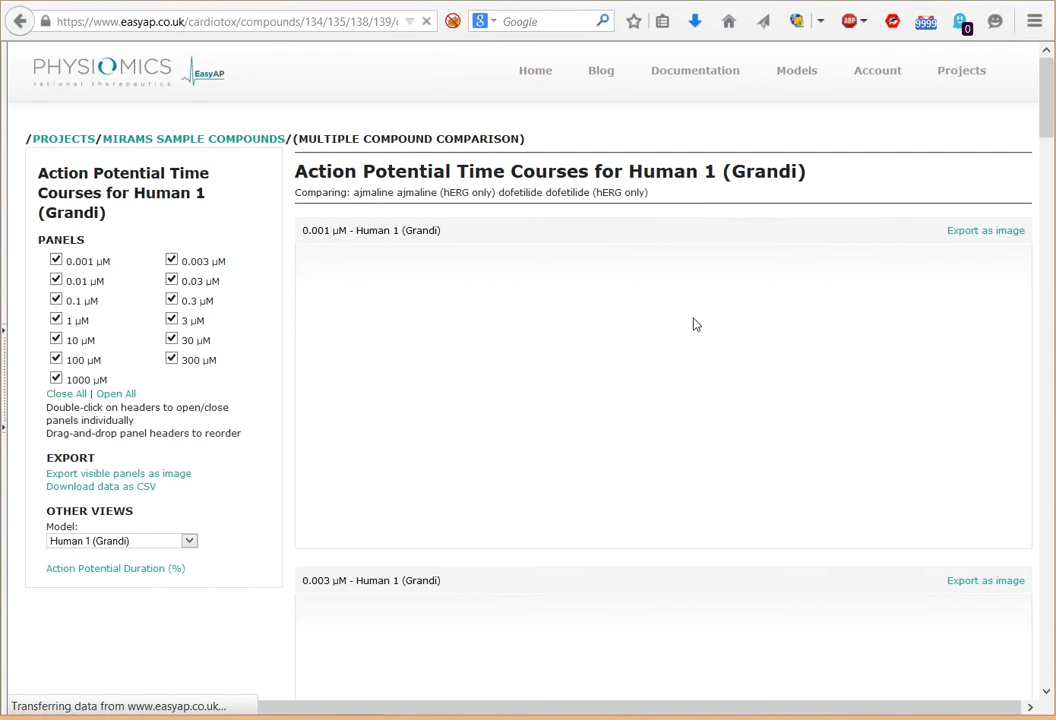 https://www.easyap.co.uk/cardiotox/compounds/134/135/138/139/c
Google
9999
0
ABP
PHYSIOMICS
rational therapeutics
EasyAP
Home
Blog
Documentation
Models
Account
Projects
/PROJECTS/MIRAMS SAMPLE COMPOUNDS/(MULTIPLE COMPOUND COMPARISON)
Action Potential Time
Courses for Human 1
(Grandi)
PANELS
0.001 µM
0.003 µM
0.01 µM
0.03 µM
0.1 µM
0.3 µM
1 µM
3 µM
10 µM
30 µM
100 µM
300 µM
1000 µM
Close All | Open All
Double-click on headers to open/close
panels individually
Drag-and-drop panel headers to reorder
EXPORT
Export visible panels as image
Download data as CSV
OTHER VIEWS
Model:
Human 1 (Grandi)
Action Potential Duration (%)
Action Potential Time Courses for Human 1 (Grandi)
Comparing: ajmaline ajmaline (hERG only) dofetilide dofetilide (hERG only)
0.001 µM - Human 1 (Grandi)
Export as image
0.003 µM - Human 1 (Grandi)
Export as image
Transferring data from www.easyap.co.uk...